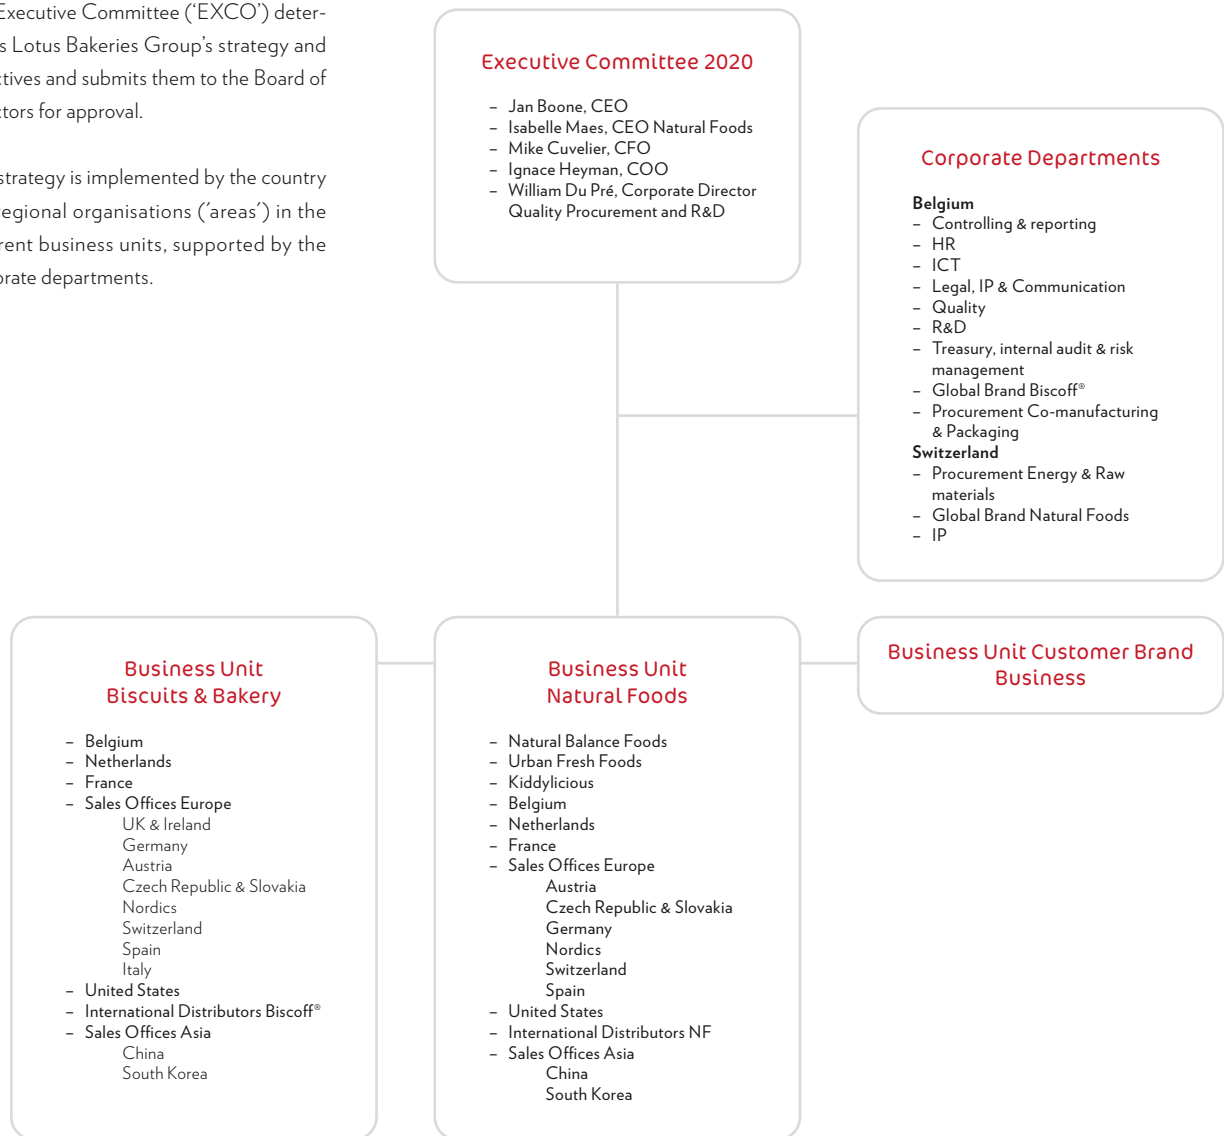 Executive Committee ('EXCO') deter-
s Lotus Bakeries Group's strategy and
ctives and submits them to the Board of
ctors for approval.
strategy is implemented by the country
regional organisations ('areas') in the
rent business units, supported by the
orate departments.
Executive Committee 2020
– Jan Boone, CEO
– Isabelle Maes, CEO Natural Foods
– Mike Cuvelier, CFO
– Ignace Heyman, COO
– William Du Pré, Corporate Director
Quality Procurement and R&D
Corporate Departments
Belgium
– Controlling & reporting
– HR
– ICT
– Legal, IP & Communication
– Quality
– R&D
– Treasury, internal audit & risk
management
– Global Brand Biscoff®
– Procurement Co-manufacturing
& Packaging
Switzerland
– Procurement Energy & Raw
materials
– Global Brand Natural Foods
– IP
Business Unit
Biscuits & Bakery
– Belgium
– Netherlands
– France
– Sales Offices Europe
UK & Ireland
Germany
Austria
Czech Republic & Slovakia
Nordics
Switzerland
Spain
Italy
– United States
– International Distributors Biscoff®
– Sales Offices Asia
China
South Korea
Business Unit
Natural Foods
– Natural Balance Foods
– Urban Fresh Foods
– Kiddylicious
– Belgium
– Netherlands
– France
– Sales Offices Europe
Austria
Czech Republic & Slovakia
Germany
Nordics
Switzerland
Spain
– United States
– International Distributors NF
– Sales Offices Asia
China
South Korea
Business Unit Customer Brand
Business